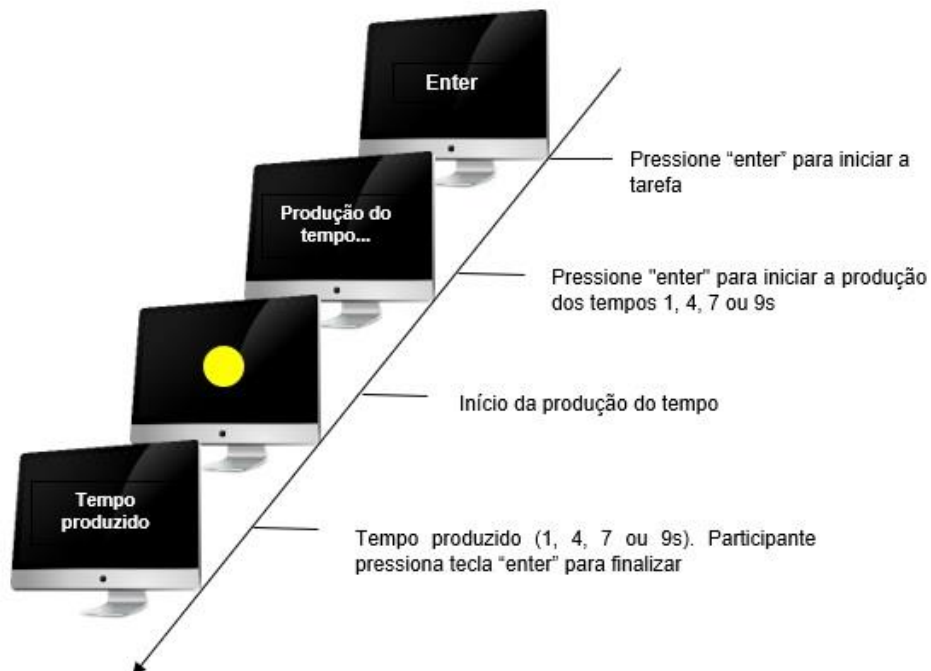 Enter
Pressione “enter” para iniciar a
tarefa
Produção do
tempo...
Pressione "enter" para iniciar a produção
dos tempos 1, 4, 7 ou 9s
Início da produção do tempo
Tempo
produzido
Tempo produzido (1, 4, 7 ou 9s). Participante
pressiona tecla “enter” para finalizar